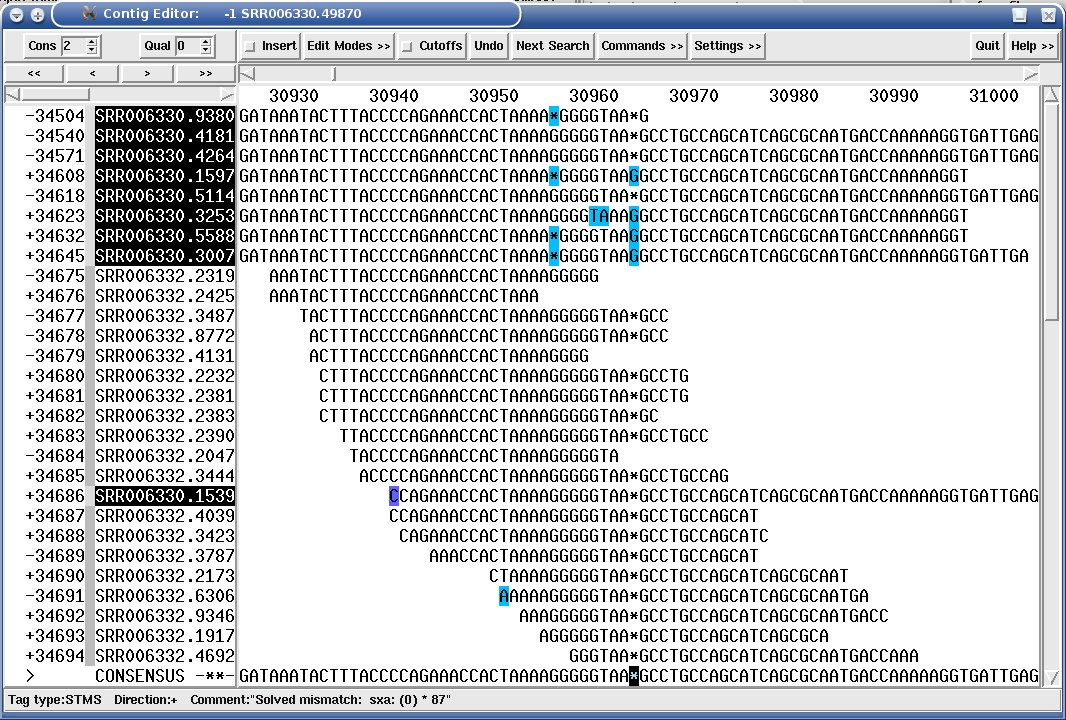 Contig Editor: -1 SRR006330.49870
Cons 2 Qual 0 Insert Edit Modes >> Cutoffs Undo Next Search Commands >> Settings >> Quit Help >>
<< < > >>
30930 30940 30950 30960 30970 30980 30990 31000
-34504 SRR006330.9380 GATAAATACTTTACCCCAGAAACCACTAAAA*GGGGTAA*G
-34540 SRR006330.4181 GATAAATACTTTACCCCAGAAACCACTAAAAGGGGGTAA*GCCTGCCAGCATCAGCGCAATGACCAAAAAGGTGATTGAG
-34571 SRR006330.4264 GATAAATACTTTACCCCAGAAACCACTAAAAGGGGGTAA*GCCTGCCAGCATCAGCGCAATGACCAAAAAGGTGATTGAG
+34608 SRR006330.1597 GATAAATACTTTACCCCAGAAACCACTAAAA*GGGGTAAGGCCTGCCAGCATCAGCGCAATGACCAAAAAGGT
-34618 SRR006330.5114 GATAAATACTTTACCCCAGAAACCACTAAAAGGGGGTAA*GCCTGCCAGCATCAGCGCAATGACCAAAAAGGTGATTGAG
+34623 SRR006330.3253 GATAAATACTTTACCCCAGAAACCACTAAAAGGGGTAAAGGCCTGCCAGCATCAGCGCAATGACCAAAAAGGT
+34632 SRR006330.5588 GATAAATACTTTACCCCAGAAACCACTAAAA*GGGGTAAGGCCTGCCAGCATCAGCGCAATGACCAAAAAGGT
+34645 SRR006330.3007 GATAAATACTTTACCCCAGAAACCACTAAAA*GGGGTAAGGCCTGCCAGCATCAGCGCAATGACCAAAAAGGTGATTGA
-34675 SRR006332.2319 AAATACTTTACCCCAGAAACCACTAAAAGGGGG
+34676 SRR006332.2425 AAATACTTTACCCCAGAAACCACTAAA
-34677 SRR006332.3487 TACTTTACCCCAGAAACCACTAAAAGGGGGTAA*GCC
-34678 SRR006332.8772 ACTTTACCCCAGAAACCACTAAAAGGGGGTAA*GCC
-34679 SRR006332.4131 ACTTTACCCCAGAAACCACTAAAAGGGG
+34680 SRR006332.2232 CTTTACCCCAGAAACCACTAAAAGGGGGTAA*GCCTG
+34681 SRR006332.2381 CTTTACCCCAGAAACCACTAAAAGGGGGTAA*GCCTG
+34682 SRR006332.2383 CTTTACCCCAGAAACCACTAAAAGGGGGTAA*GC
+34683 SRR006332.2390 TTACCCCAGAAACCACTAAAAGGGGGTAA*GCCTGCC
-34684 SRR006332.2047 TACCCCAGAAACCACTAAAAGGGGGTA
+34685 SRR006332.3444 ACCCCAGAAACCACTAAAAGGGGGTAA*GCCTGCCAG
+34686 SRR006330.1539 CCAGAAACCACTAAAAGGGGGTAA*GCCTGCCAGCATCAGCGCAATGACCAAAAAGGTGATTGAG
+34687 SRR006332.4039 CCAGAAACCACTAAAAGGGGGTAA*GCCTGCCAGCAT
+34688 SRR006332.3423 CAGAAACCACTAAAAGGGGGTAA*GCCTGCCAGCATC
-34689 SRR006332.3787 AAACCACTAAAAGGGGGTAA*GCCTGCCAGCAT
+34690 SRR006332.2173 CTAAAAGGGGGTAA*GCCTGCCAGCATCAGCGCAAT
-34691 SRR006332.6306 AAAAAGGGGGTAA*GCCTGCCAGCATCAGCGCAATGA
+34692 SRR006332.9346 AAAGGGGGTAA*GCCTGCCAGCATCAGCGCAATGACC
+34693 SRR006332.1917 AGGGGGTAA*GCCTGCCAGCATCAGCGCA
+34694 SRR006332.4692 GGGTAA*GCCTGCCAGCATCAGCGCAATGACCAAA
> CONSENSUS -**- GATAAATACTTTACCCCAGAAACCACTAAAAGGGGGTAA*GCCTGCCAGCATCAGCGCAATGACCAAAAAGGTGATTGAG
Tag type:STMS Direction:+ Comment:"Solved mismatch: sxa: (0) * 87"